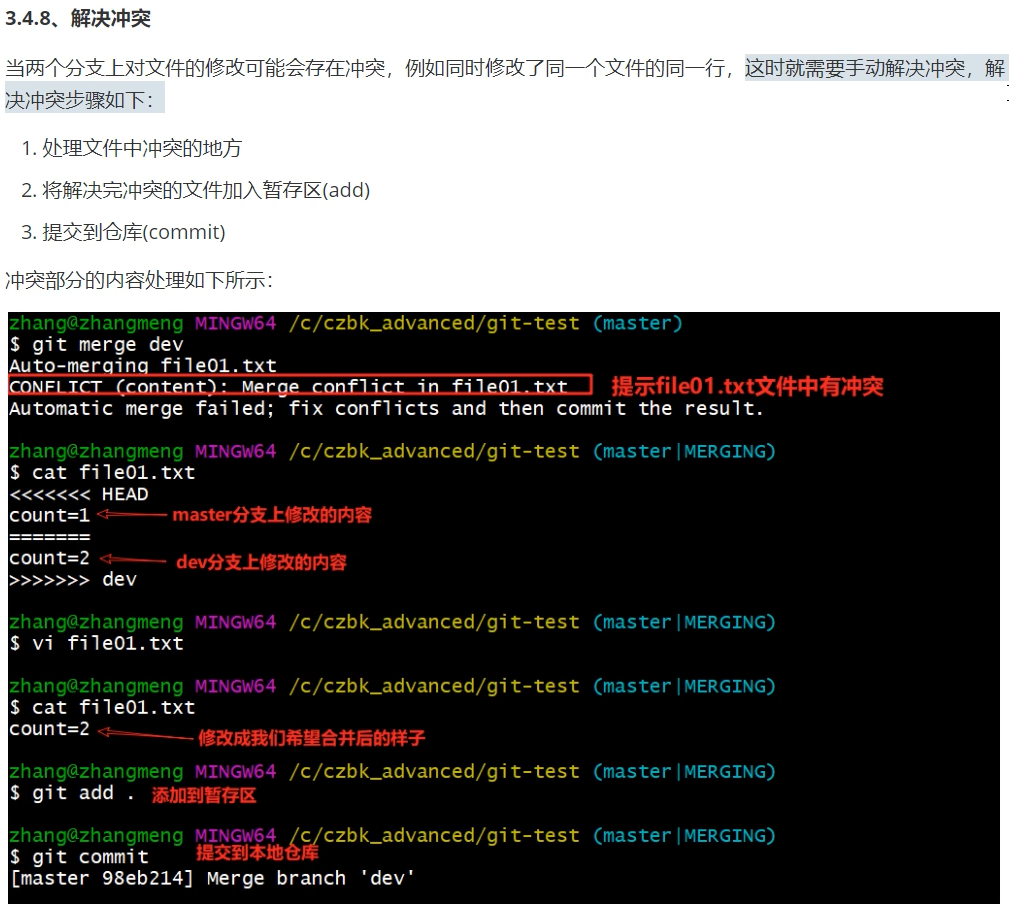 3.4.8、解决冲突
当两个分支上对文件的修改可能会存在冲突，例如同时修改了同一个文件的同一行，这时就需要手动解决冲突，解
决冲突步骤如下：
1. 处理文件中冲突的地方
2. 将解决完冲突的文件加入暂存区(add)
3. 提交到仓库(commit)
冲突部分的内容处理如下所示：
zhang@zhangmeng MINGW64 /c/czbk_advanced/git-test (master)
$ git merge dev
Auto-merging file01.txt
CONFLICT (content): Merge conflict in file01.txt 提示file01.txt文件中有冲突
Automatic merge failed; fix conflicts and then commit the result.
zhang@zhangmeng MINGW64 /c/czbk_advanced/git-test (master|MERGING)
$ cat file01.txt
<<<<<<< HEAD
count=1 master分支上修改的内容
=======
count=2 dev分支上修改的内容
>>>>>>> dev
zhang@zhangmeng MINGW64 /c/czbk_advanced/git-test (master|MERGING)
$ vi file01.txt
zhang@zhangmeng MINGW64 /c/czbk_advanced/git-test (master|MERGING)
$ cat file01.txt
count=2 修改成我们希望合并后的样子
zhang@zhangmeng MINGW64 /c/czbk_advanced/git-test (master|MERGING)
$ git add . 添加到暂存区
zhang@zhangmeng MINGW64 /c/czbk_advanced/git-test (master|MERGING)
$ git commit 提交到本地仓库
[master 98eb214] Merge branch 'dev'